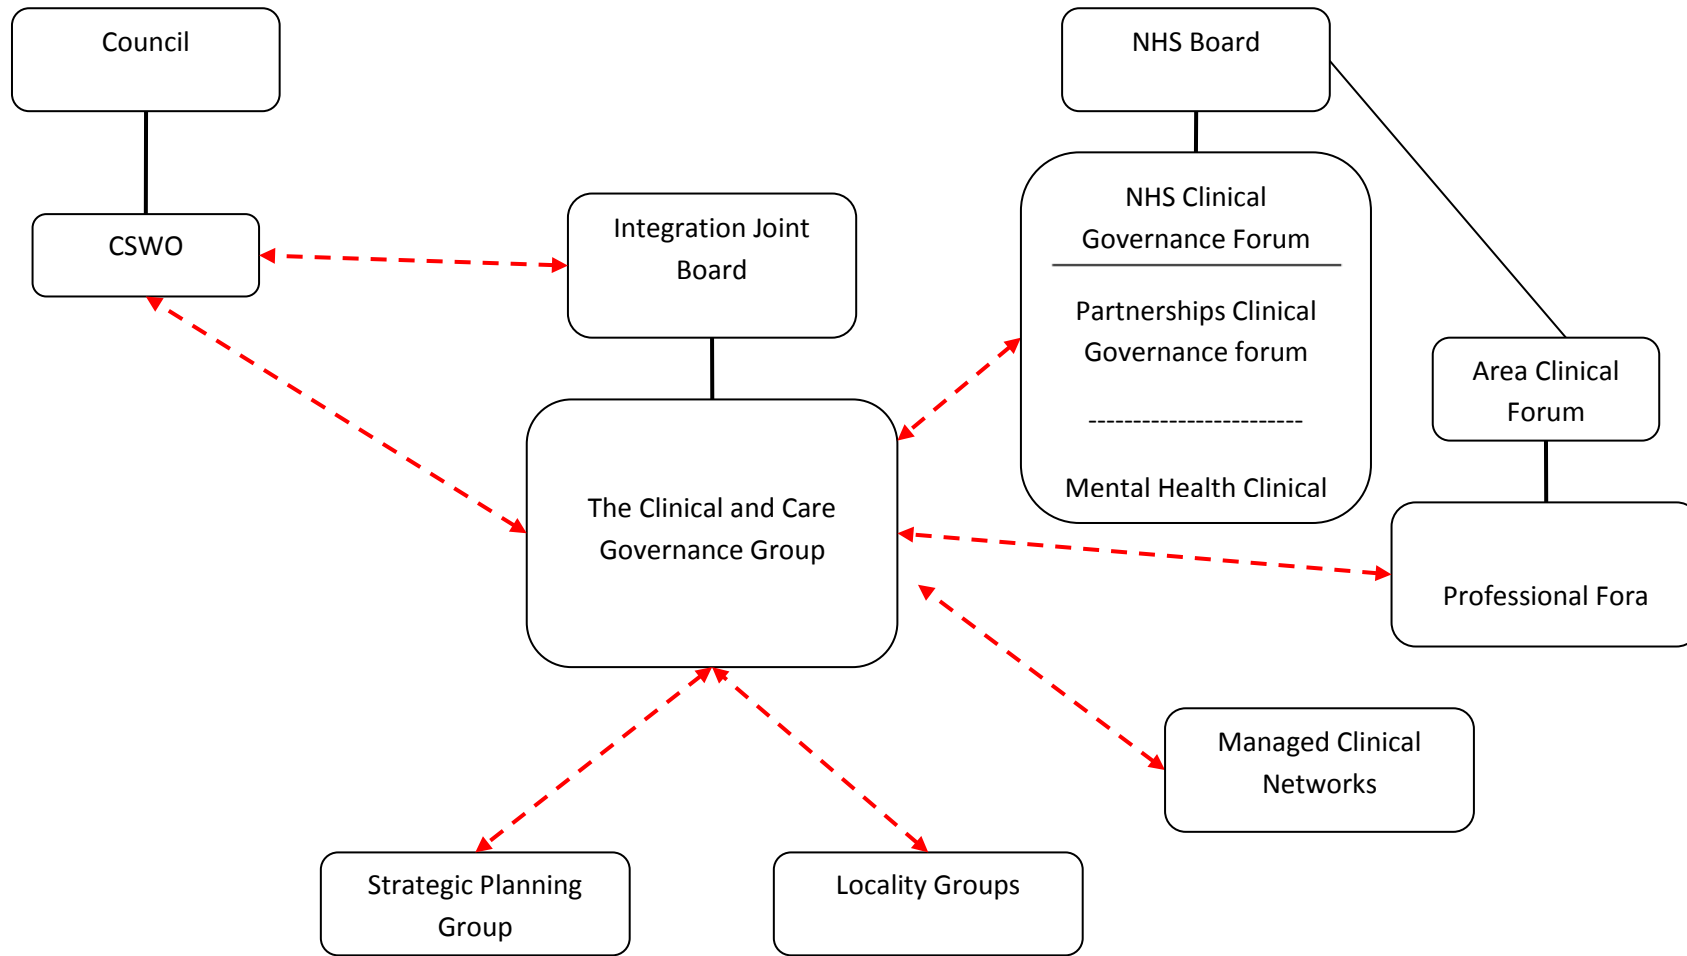 Council
NHS Board
NHS Clinical
Governance Forum
CSWO
Integration Joint
Board
Partnerships Clinical
Governance forum
------------------------
Mental Health Clinical
Area Clinical
Forum
The Clinical and Care
Governance Group
Professional Fora
Managed Clinical
Networks
Strategic Planning
Group
Locality Groups